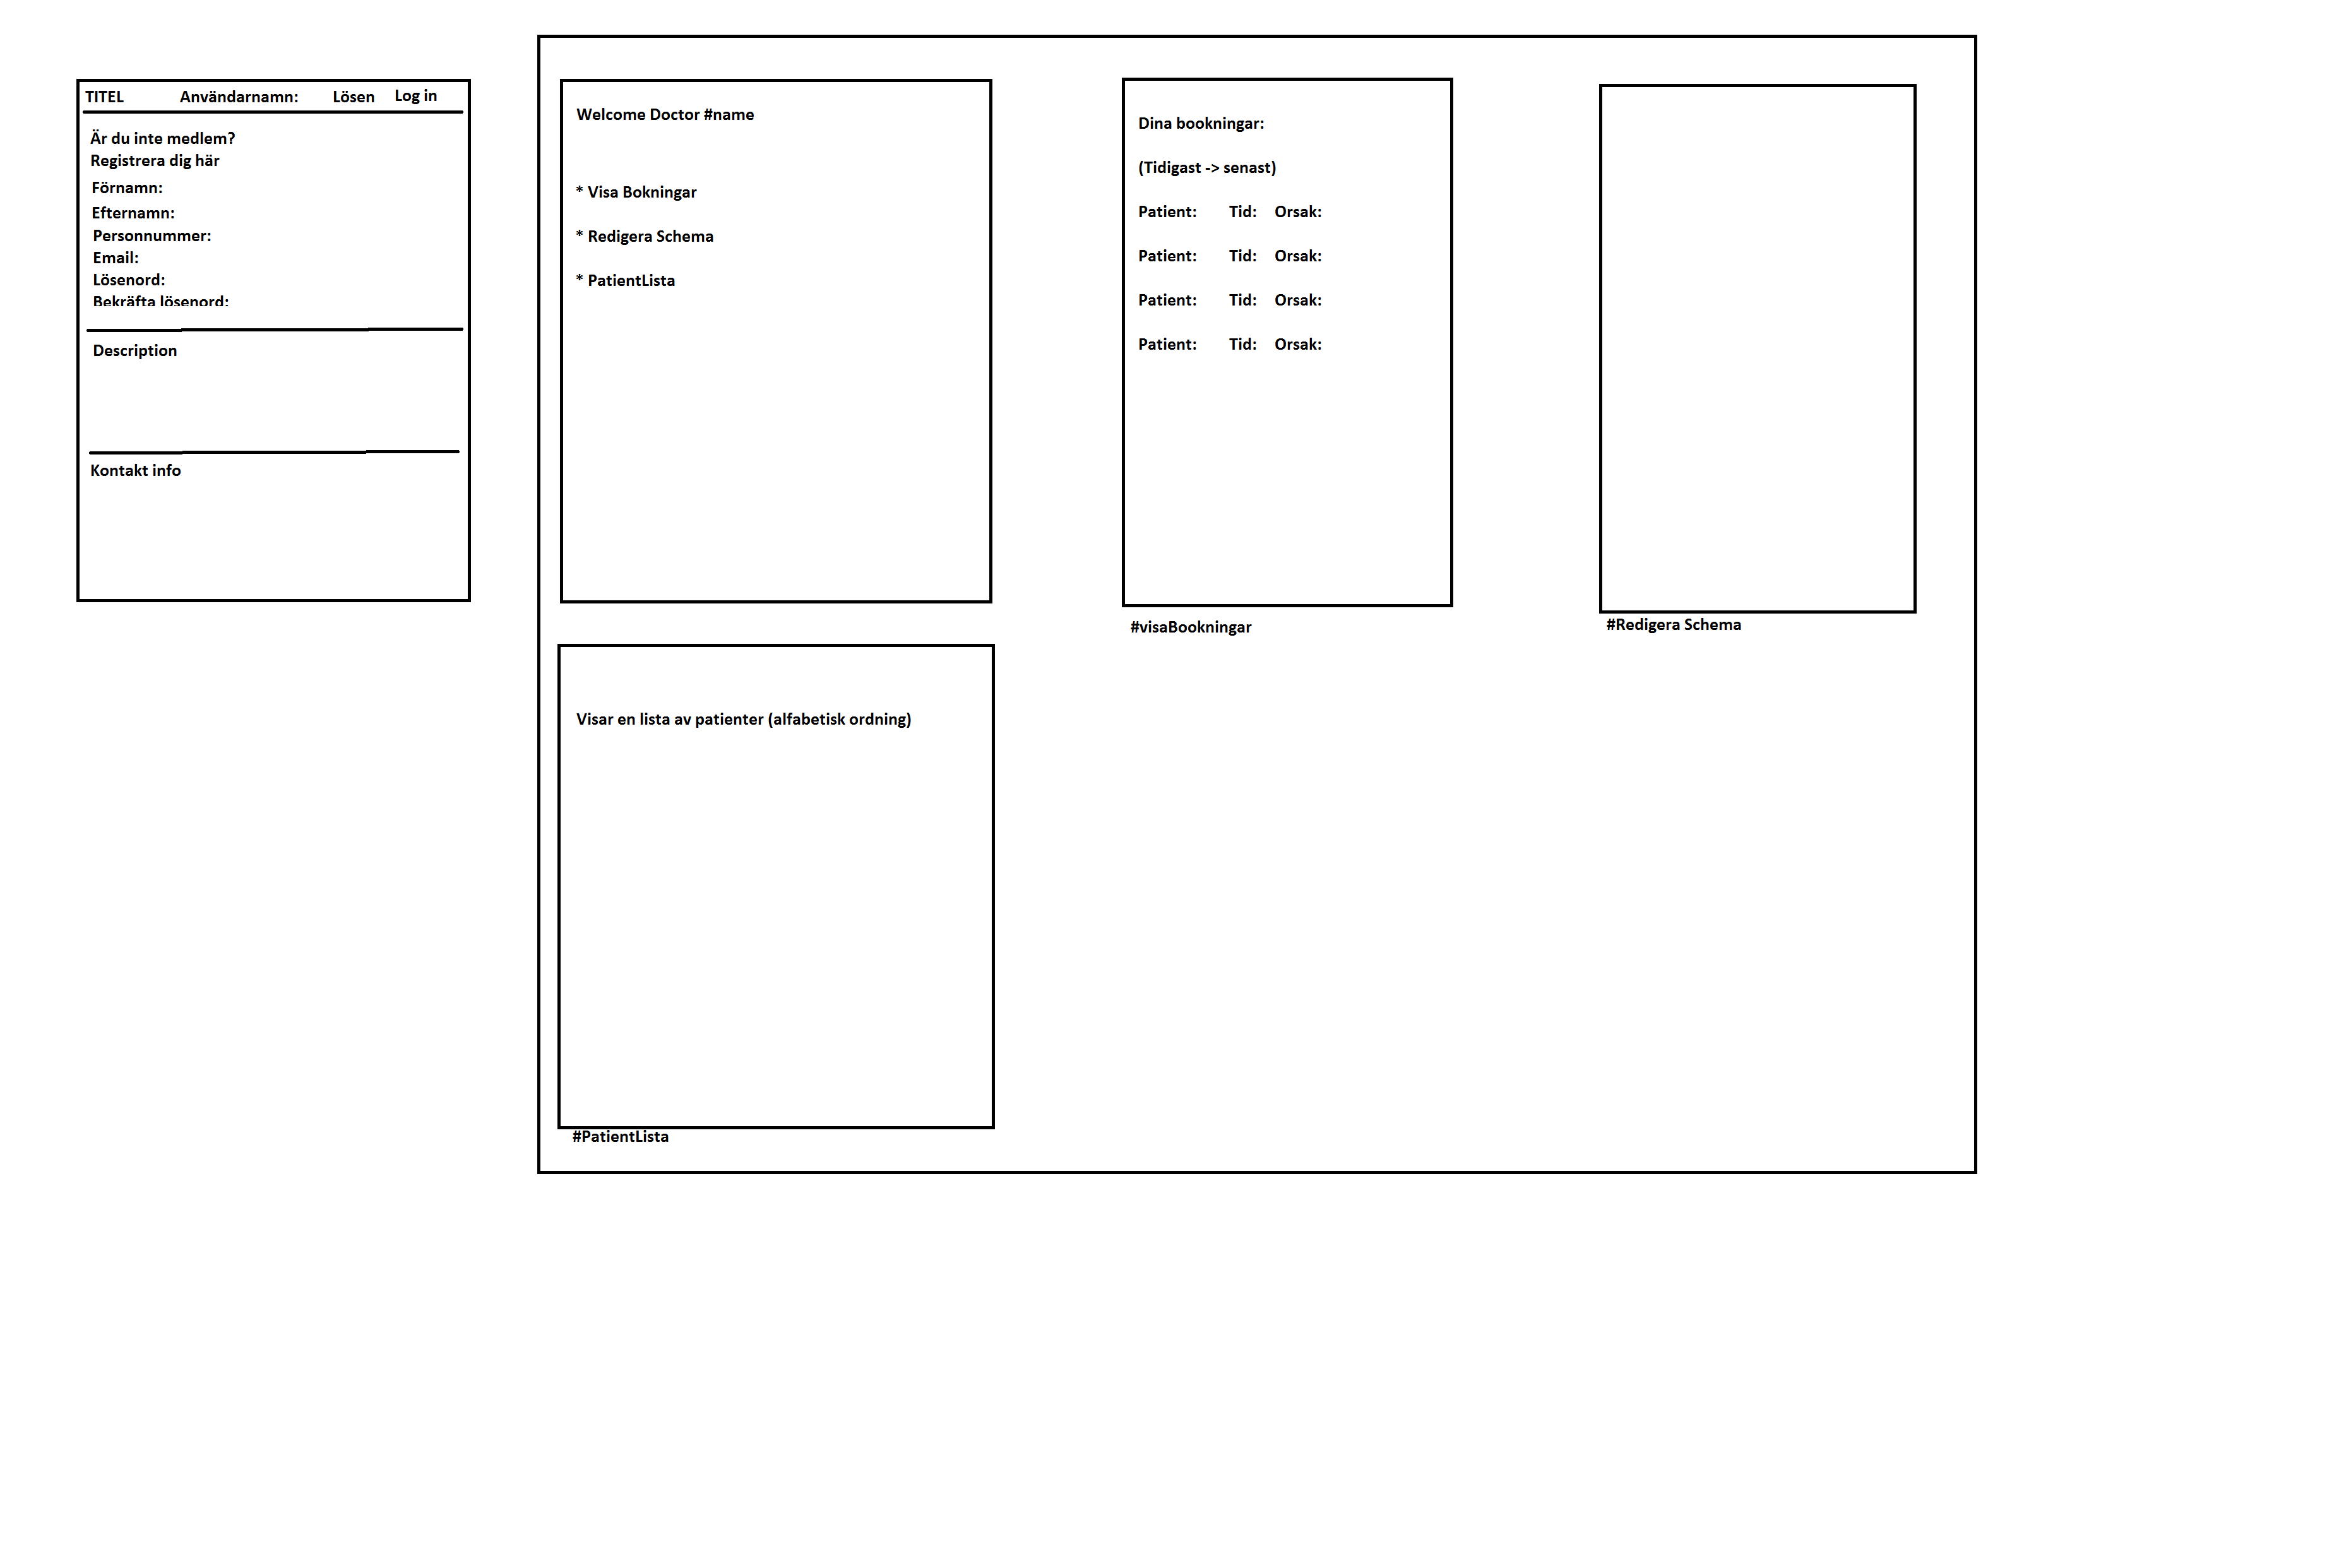 TITEL Användarnamn: Lösen Log in
Är du inte medlem?
Registrera dig här
Förnamn:
Efternamn:
Personnummer:
Email:
Lösenord:
Bekräfta lösenord:
Description
Kontakt info
Welcome Doctor #name
* Visa Bokningar
* Redigera Schema
* PatientLista
Dina bookningar:
(Tidigast -> senast)
Patient: Tid: Orsak:
Patient: Tid: Orsak:
Patient: Tid: Orsak:
Patient: Tid: Orsak:
#visaBookningar
#Redigera Schema
Visar en lista av patienter (alfabetisk ordning)
#PatientLista